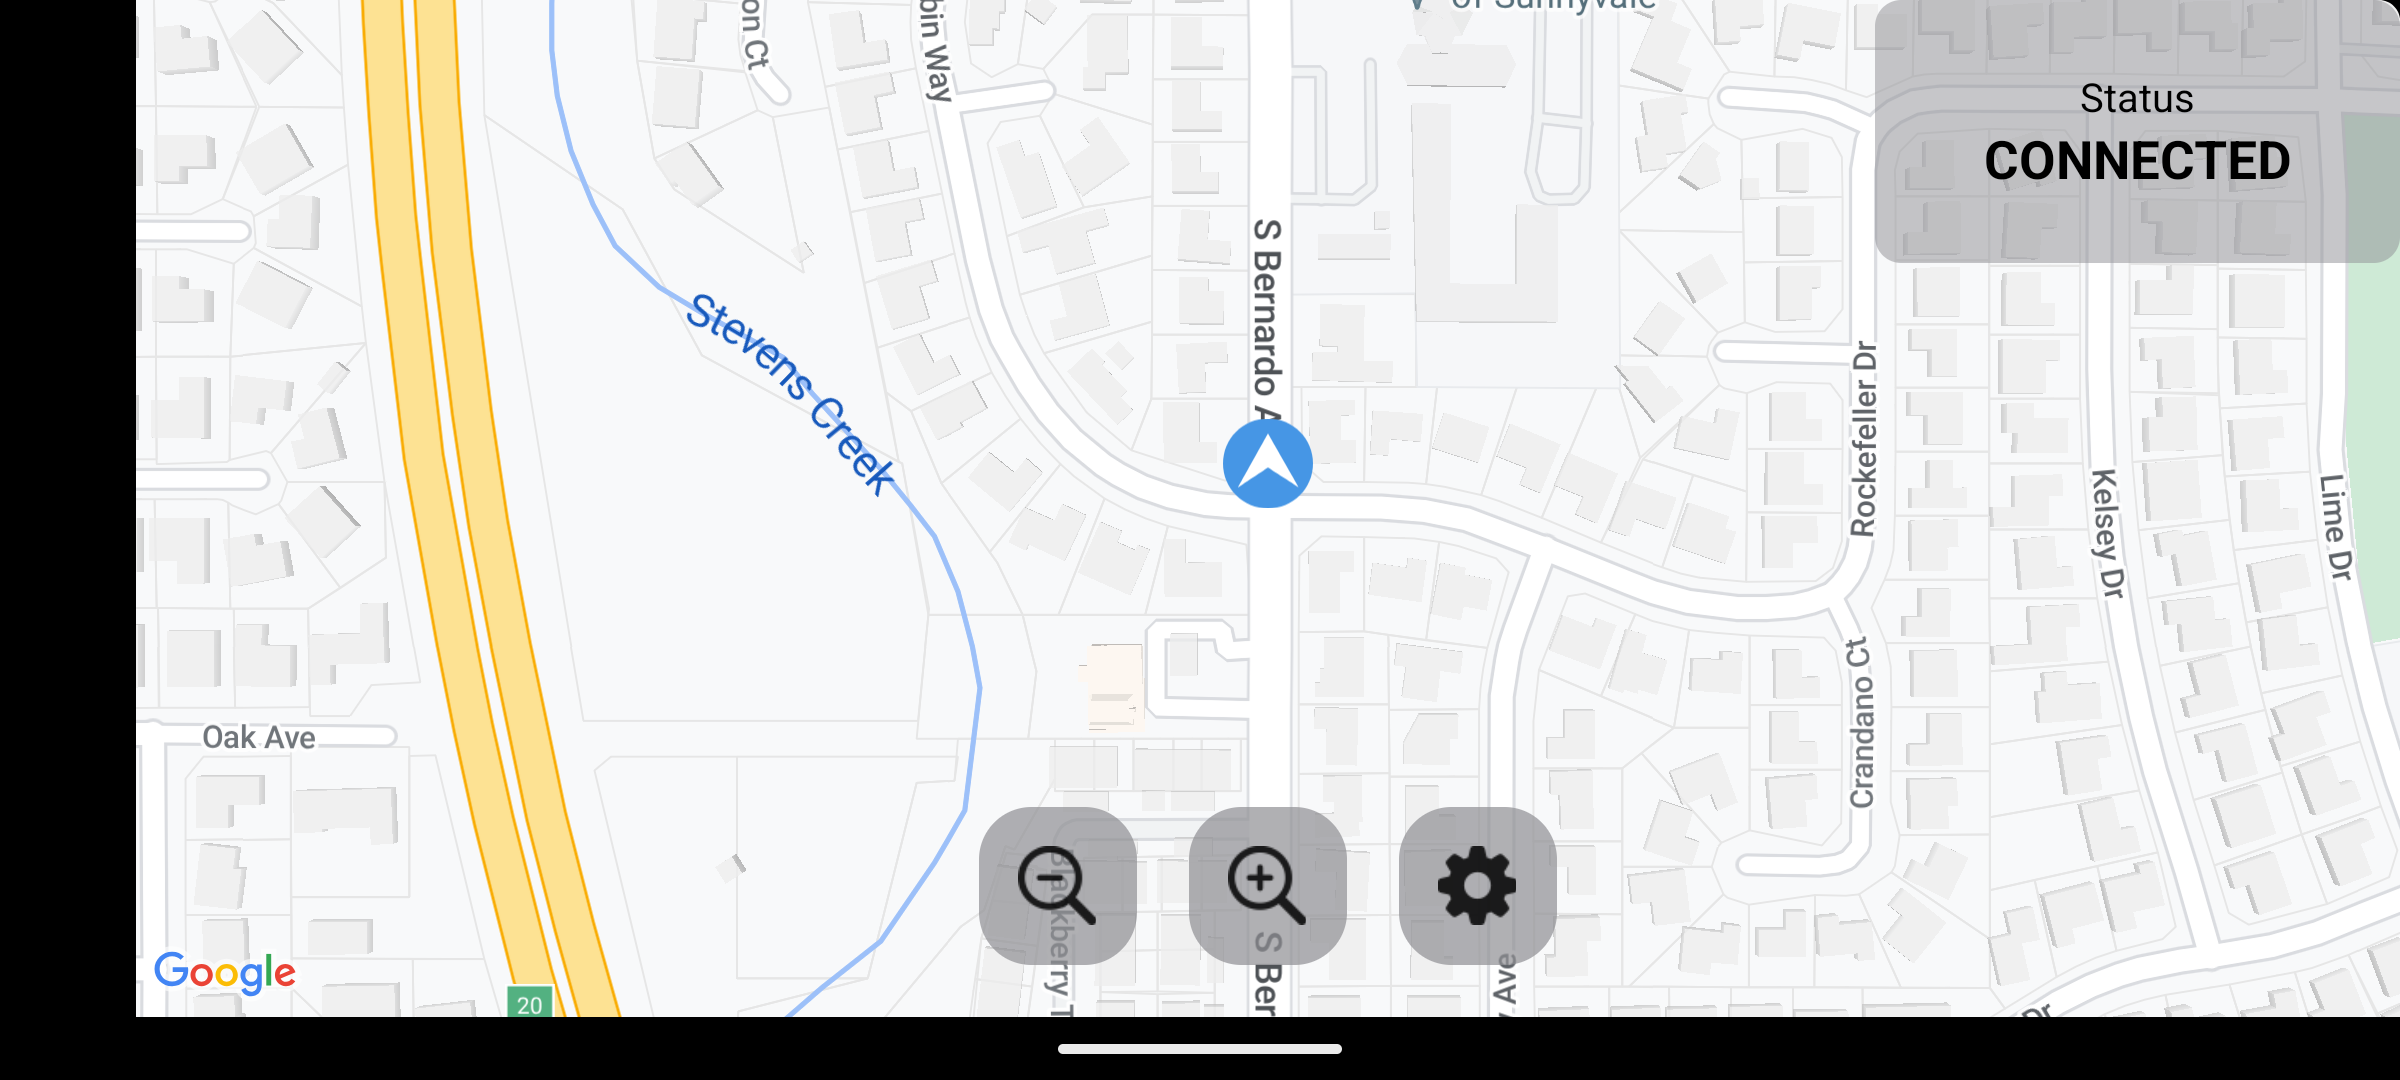 of Sunnyvale
on Ct
bin Way
Status
CONNECTED
S Bernardo A
Stevens Creek
Rockefeller Dr
Kelsey Dr
Lime Dr
Oak Ave
Crandano Ct
Blackberry T
S Ber
Ave
Google
20
Dr